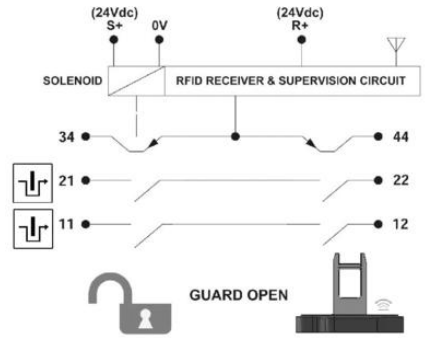 (24Vdc) (24Vdc)
S+ 0V R+
SOLENOID RFID RECEIVER & SUPERVISION CIRCUIT
34 44
21 22
11 12
GUARD OPEN